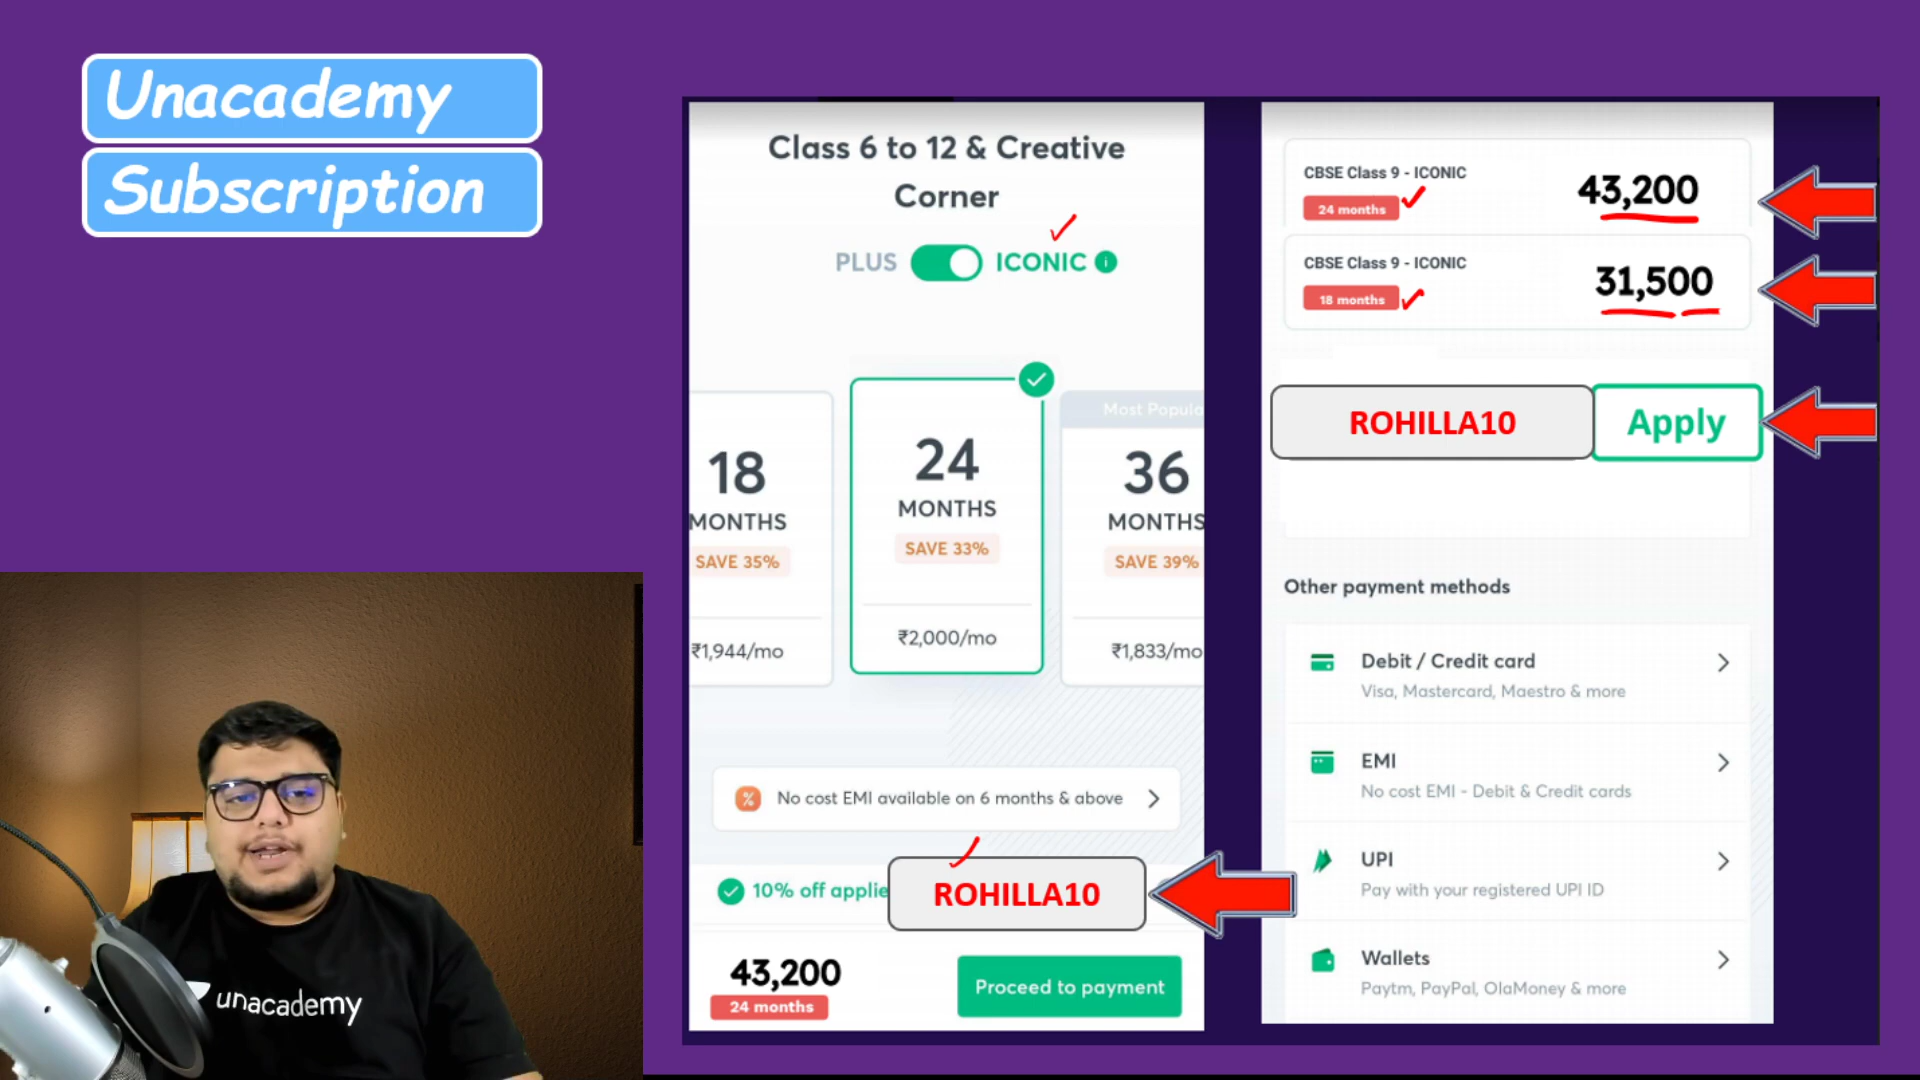 Unacademy
Subscription
Class 6 to 12 & Creative
Corner
PLUS
ICONIC
18
MONTHS
SAVE 35%
₹1,944/mo
24
MONTHS
SAVE 33%
₹2,000/mo
Most Popula
36
MONTHS
SAVE 39%
₹1,833/mo
No cost EMI available on 6 months & above
10% off applie
ROHILLA10
43,200
24 months
Proceed to payment
CBSE Class 9 - ICONIC
24 months
43,200
CBSE Class 9 - ICONIC
18 months
31,500
ROHILLA10
Apply
Other payment methods
Debit / Credit card
Visa, Mastercard, Maestro & more
EMI
No cost EMI - Debit & Credit cards
UPI
Pay with your registered UPI ID
Wallets
Paytm, PayPal, OlaMoney & more
unacademy